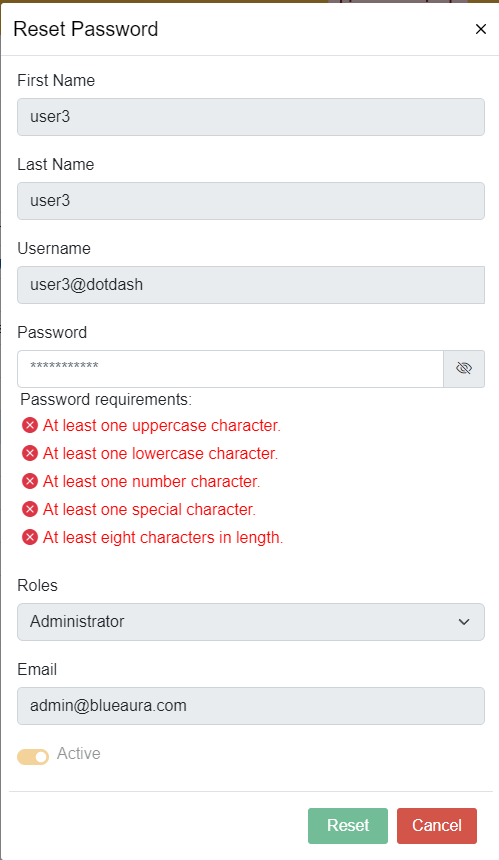 Reset Password
First Name
user3
Last Name
user3
Username
user3@dotdash
Password
***********
Password requirements:
At least one uppercase character.
At least one lowercase character.
At least one number character.
At least one special character.
At least eight characters in length.
Roles
Administrator
Email
admin@blueaura.com
Active
Reset Cancel